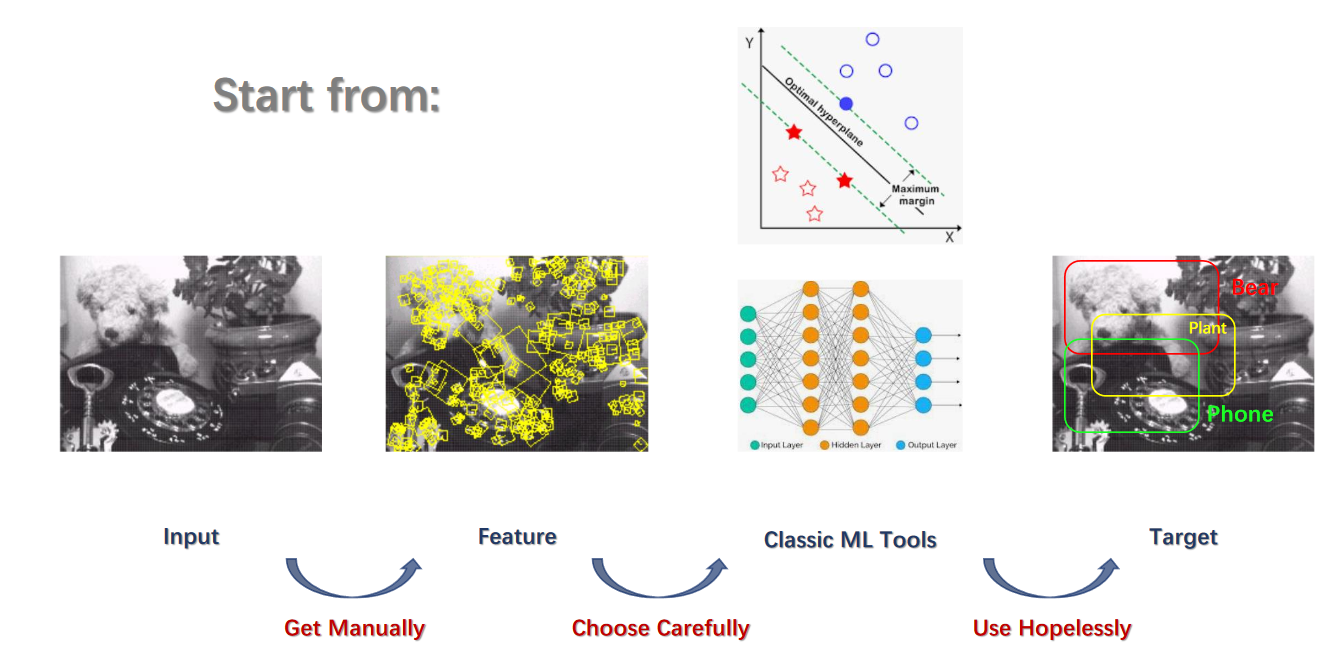 Start from:
Y
Optimal hyperplane
Maximum
margin
X
Bear
Plant
Phone
Input Layer
Hidden Layer
Output Layer
Input
Feature
Classic ML Tools
Target
Get Manually
Choose Carefully
Use Hopelessly